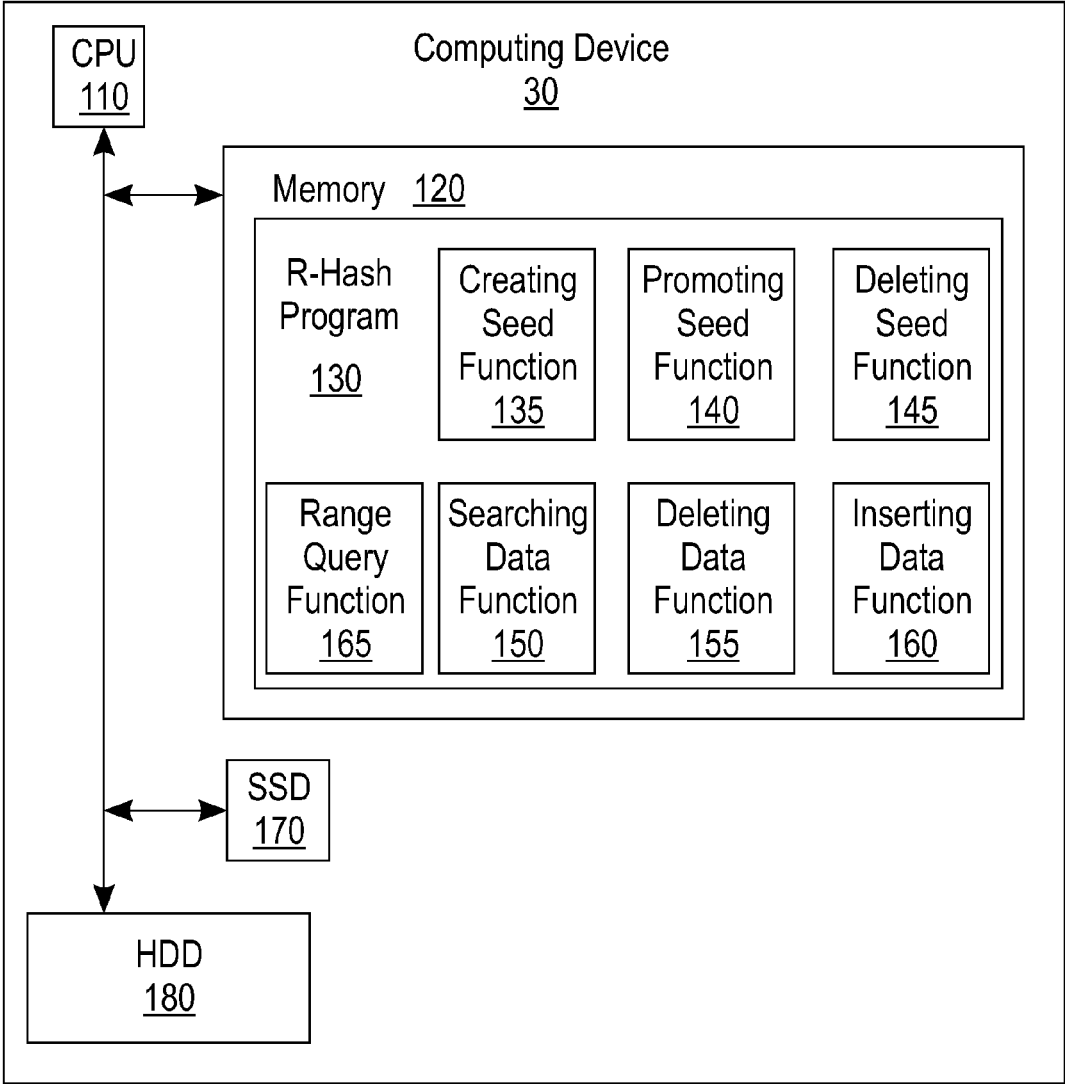 CPU
110
Computing Device
30
Memory 120
R-Hash
Program
130
Creating
Seed
Function
135
Promoting
Seed
Function
140
Deleting
Seed
Function
145
Range
Query
Function
165
Searching
Data
Function
150
Deleting
Data
Function
155
Inserting
Data
Function
160
SSD
170
HDD
180